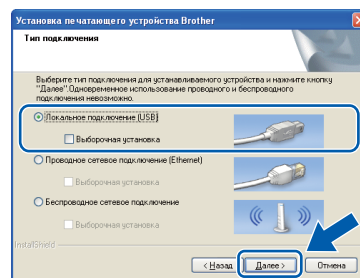 Установка печатающего устройства Brother
Тип подключения
Выберите тип подключения для устанавливаемого устройства и нажмите кнопку
"Далее".Одновременное использование проводного и беспроводного
подключения невозможно.
Локальное подключение (USB)
Выборочная установка
Проводное сетевое подключение (Ethernet)
Выборочная установка
Беспроводное сетевое подключение
Выборочная установка
InstallShield
< Назад
Далее >
Отмена